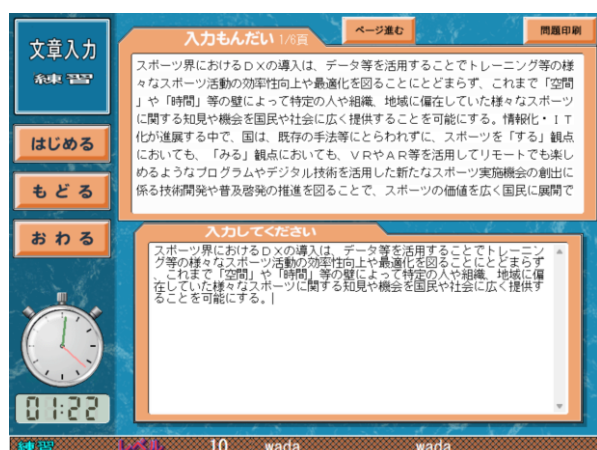 文章入力
練習
はじめる
もどる
おわる
01:22
入力もんだい 1/6頁
ページ進む
問題印刷
スポーツ界におけるＤＸの導入は、データ等を活用することでトレーニング等の様
々なスポーツ活動の効率性向上や最適化を図ることにとどまらず、これまで「空間
」や「時間」等の壁によって特定の人や組織、地域に偏在していた様々なスポーツ
に関する知見や機会を国民や社会に広く提供することを可能にする。情報化・ＩＴ
化が進展する中で、国は、既存の手法等にとらわれずに、スポーツを「する」観点
においても、「みる」観点においても、ＶＲやＡＲ等を活用してリモートでも楽し
めるようなプログラムやデジタル技術を活用した新たなスポーツ実施機会の創出に
係る技術開発や普及啓発の推進を図ることで、スポーツの価値を広く国民に展開で
入力してください
スポーツ界におけるＤＸの導入は、データ等を活用することでトレーニン
グ等の様々なスポーツ活動の効率性向上や最適化を図ることにとどまらず
、これまで「空間」や「時間」等の壁によって特定の人や組織、地域に偏
在していた様々なスポーツに関する知見や機会を国民や社会に広く提供す
ることを可能にする。
練習 レベル 10 wada wada